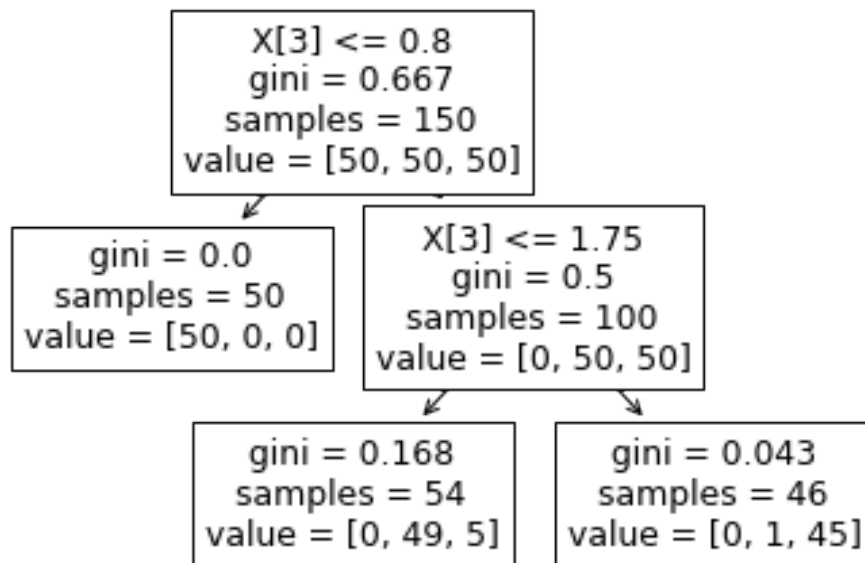 X[3] <= 0.8
gini = 0.667
samples = 150
value = [50, 50, 50]
gini = 0.0
samples = 50
value = [50, 0, 0]
X[3] <= 1.75
gini = 0.5
samples = 100
value = [0, 50, 50]
gini = 0.168
samples = 54
value = [0, 49, 5]
gini = 0.043
samples = 46
value = [0, 1, 45]